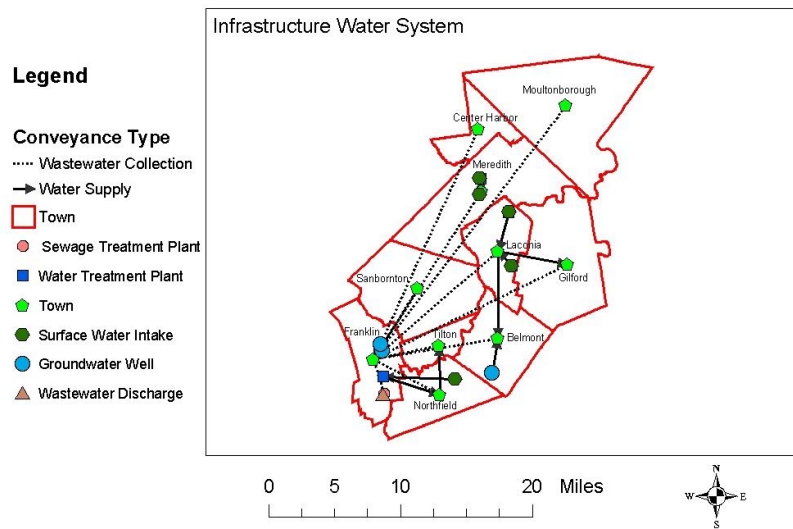 Infrastructure Water System
Legend
Conveyance Type
Wastewater Collection
Water Supply
Town
Sewage Treatment Plant
Water Treatment Plant
Town
Surface Water Intake
Groundwater Well
Wastewater Discharge
Moultonborough
Center Harbor
Meredith
Laconia
Gilford
Sanbornton
Franklin
Tilton
Belmont
Northfield
0 5 10 20 Miles
N
W E
S